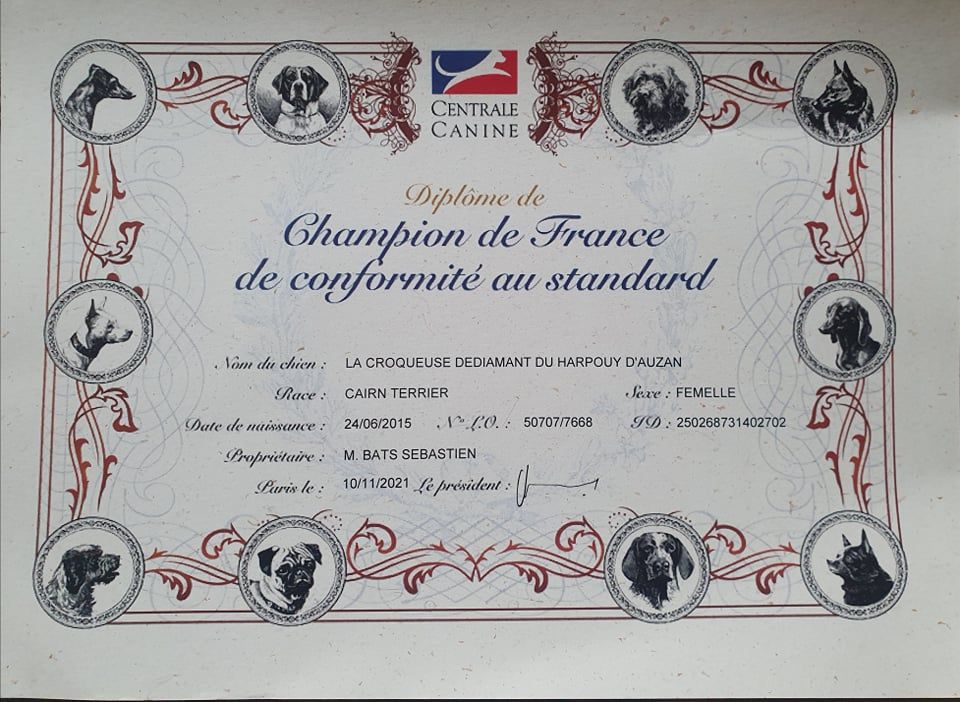 CENTRALE
CANINE
Diplôme de
Champion de France
de conformité au standard
Nom du chien : LA CROQUEUSE DEDIAMANT DU HARPOUY D'AUZAN
Race : CAIRN TERRIER Sexe : FEMELLE
Date de naissance : 24/06/2015 N° L.O. : 50707/7668 ID : 250268731402702
Propriétaire : M. BATS SEBASTIEN
Paris le : 10/11/2021 Le président :